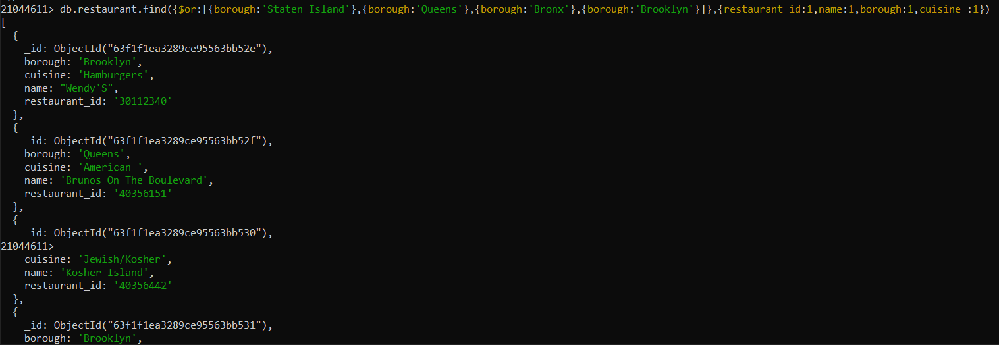 21044611> db.restaurant.find({$or:[{borough:'Staten Island'},{borough:'Queens'},{borough:'Bronx'},{borough:'Brooklyn'}]},{restaurant_id:1,name:1,borough:1,cuisine :1})
[
  {
    _id: ObjectId("63f1f1ea3289ce95563bb52e"),
    borough: 'Brooklyn',
    cuisine: 'Hamburgers',
    name: "Wendy'S",
    restaurant_id: '30112340'
  },
  {
    _id: ObjectId("63f1f1ea3289ce95563bb52f"),
    borough: 'Queens',
    cuisine: 'American ',
    name: 'Brunos On The Boulevard',
    restaurant_id: '40356151'
  },
  {
    _id: ObjectId("63f1f1ea3289ce95563bb530"),
21044611>
    cuisine: 'Jewish/Kosher',
    name: 'Kosher Island',
    restaurant_id: '40356442'
  },
  {
    _id: ObjectId("63f1f1ea3289ce95563bb531"),
    borough: 'Brooklyn',